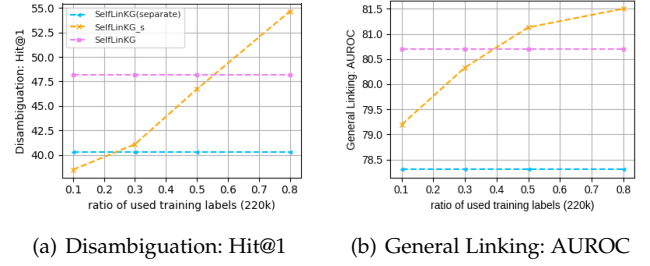 55.0
52.5
50.0
47.5
45.0
42.5
40.0
Disambiguation: Hit@1
SelfLinKG(separate)
SelfLinKG_s
SelfLinKG
0.1 0.2 0.3 0.4 0.5 0.6 0.7 0.8
ratio of used training labels (220k)
(a) Disambiguation: Hit@1
81.5
81.0
80.5
80.0
79.5
79.0
78.5
General Linking: AUROC
0.1 0.2 0.3 0.4 0.5 0.6 0.7 0.8
ratio of used training labels (220k)
(b) General Linking: AUROC